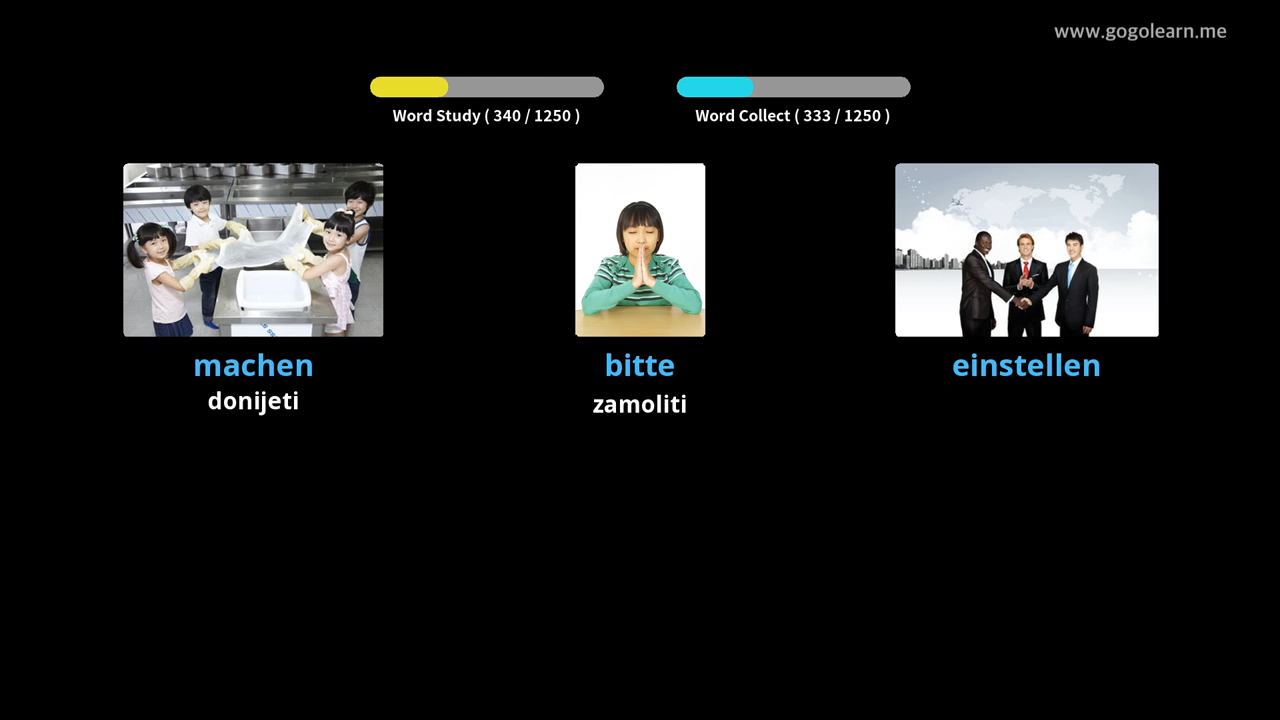 www.gogolearn.me
Word Study ( 340 / 1250 )
Word Collect ( 333 / 1250 )
machen
donijeti
bitte
zamoliti
einstellen